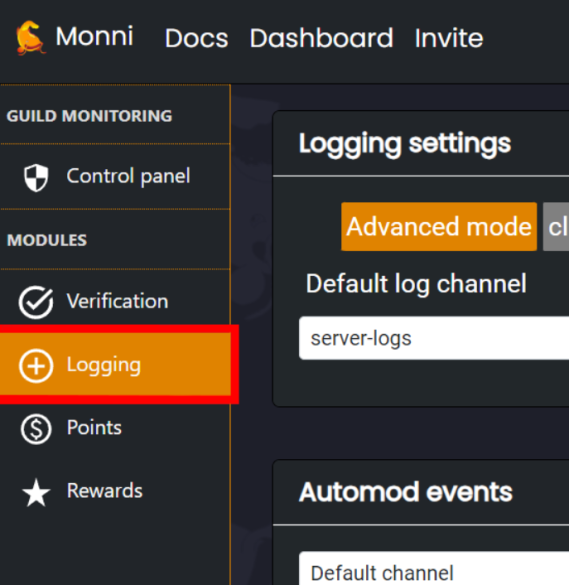 Monni Docs Dashboard Invite
GUILD MONITORING
Control panel
MODULES
Verification
Logging
Points
Rewards
Logging settings
Advanced mode
Default log channel
server-logs
Automod events
Default channel